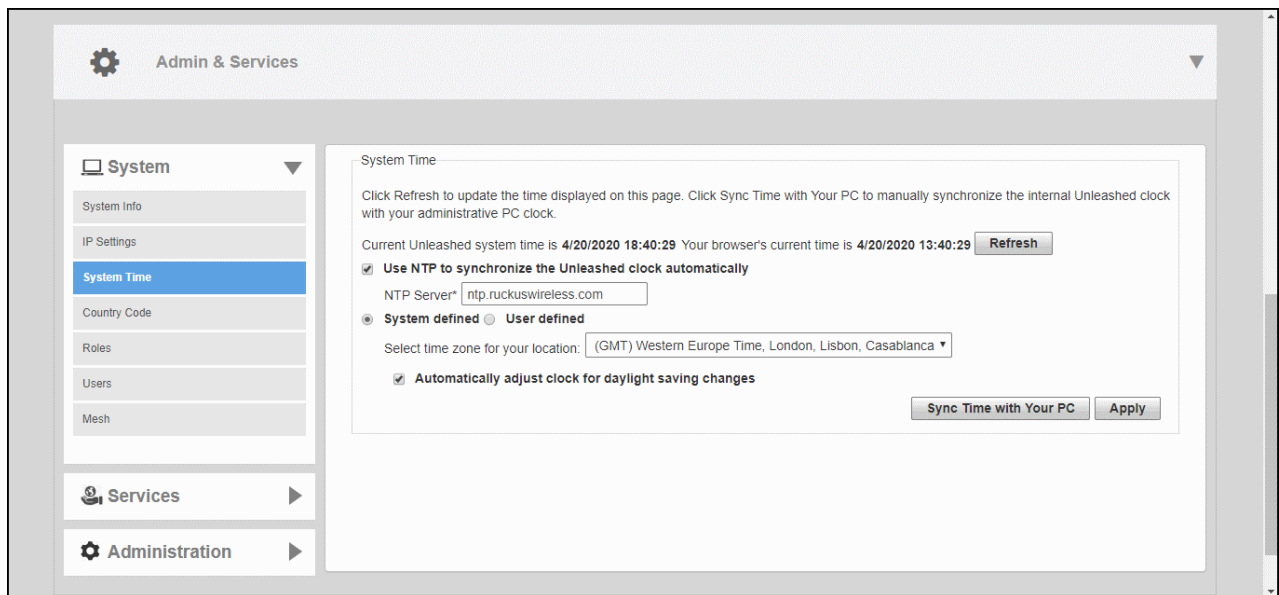 Admin & Services
System
System Info
IP Settings
System Time
Country Code
Roles
Users
Mesh
Services
Administration
System Time
Click Refresh to update the time displayed on this page. Click Sync Time with Your PC to manually synchronize the internal Unleashed clock
with your administrative PC clock.
Current Unleashed system time is 4/20/2020 18:40:29 Your browser's current time is 4/20/2020 13:40:29 Refresh
Use NTP to synchronize the Unleashed clock automatically
NTP Server* ntp.ruckuswireless.com
System defined User defined
Select time zone for your location: (GMT) Western Europe Time, London, Lisbon, Casablanca
Automatically adjust clock for daylight saving changes
Sync Time with Your PC Apply